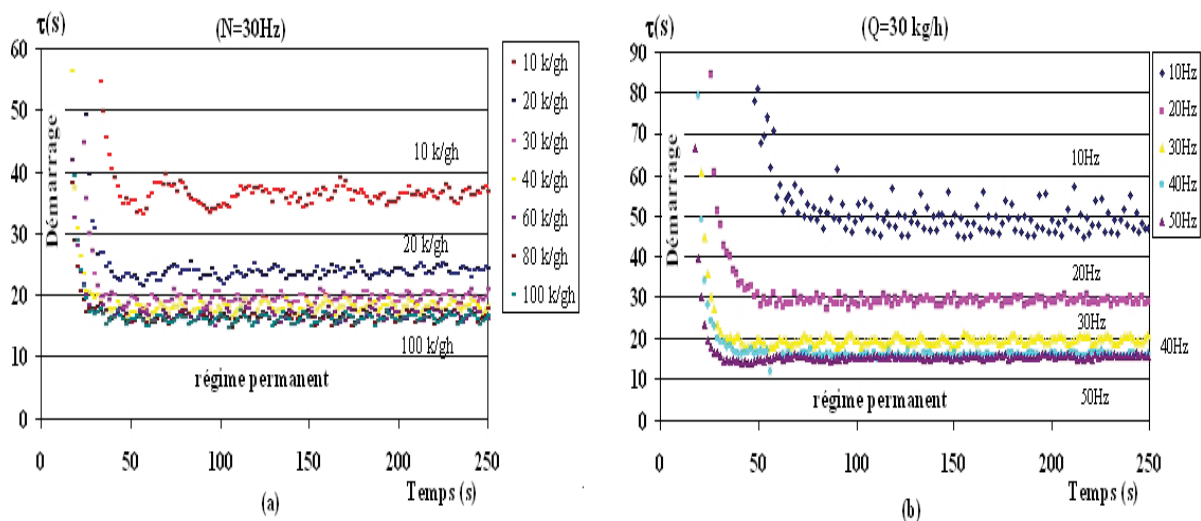 τ(s)
(N=30Hz)
60
50
40
30
20
10
0
Démarrage
10 k/gh
20 k/gh
100 k/gh
régime permanent
0
50
100
150
200
250
Temps (s)
(a)
10 k/gh
20 k/gh
30 k/gh
40 k/gh
60 k/gh
80 k/gh
100 k/gh
τ(s)
(Q=30 kg/h)
90
80
70
60
50
40
30
20
10
0
Démarrage
10Hz
20Hz
30Hz
40Hz
50Hz
régime permanent
0
50
100
150
200
250
Temps (s)
(b)
10Hz
20Hz
30Hz
40Hz
50Hz